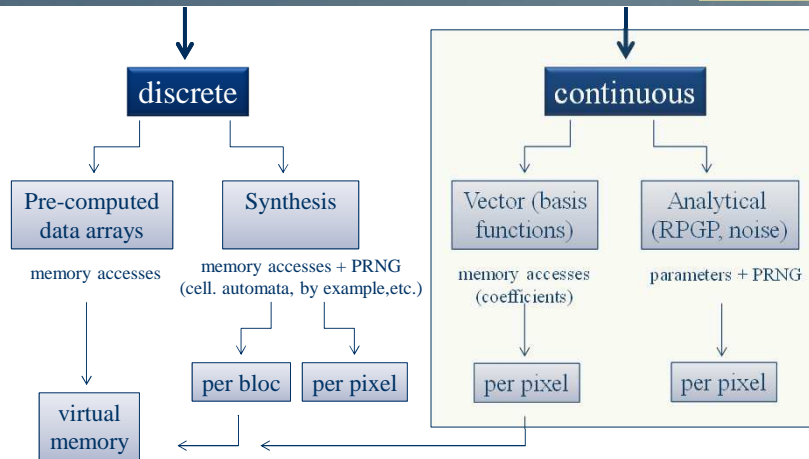 discrete
continuous
Pre-computed
data arrays
Synthesis
Vector (basis
functions)
Analytical
(RPGP, noise)
memory accesses
memory accesses + PRNG
(cell. automata, by example,etc.)
memory accesses
(coefficients)
parameters + PRNG
per bloc
per pixel
per pixel
per pixel
virtual
memory